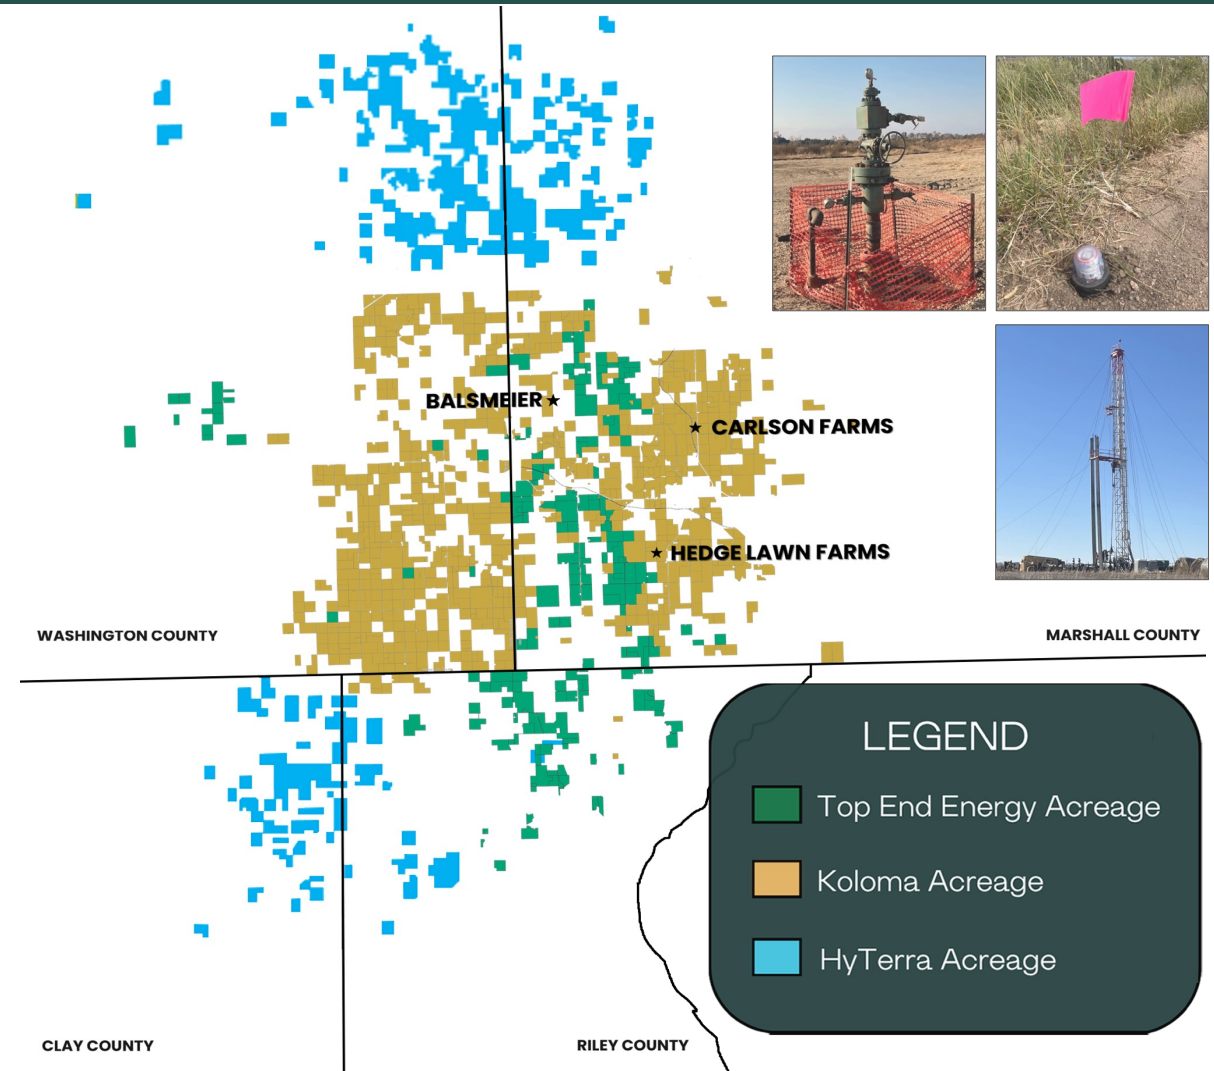 BALSMEIER
CARLSON FARMS
HEDGE LAWN FARMS
WASHINGTON COUNTY
MARSHALL COUNTY
LEGEND
Top End Energy Acreage
Koloma Acreage
HyTerra Acreage
CLAY COUNTY
RILEY COUNTY